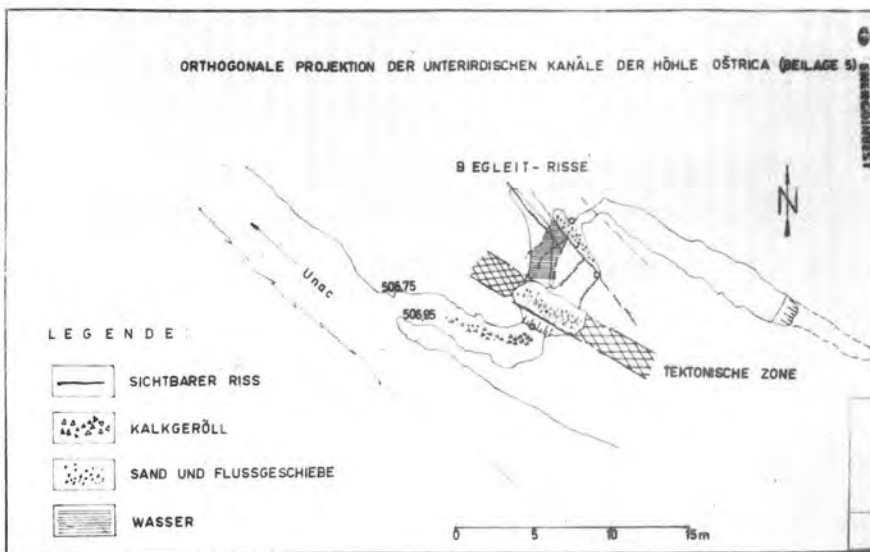 ORTHOGONALE PROJEKTION DER UNTERIRDISCHEN KANÄLE DER HÖHLE OŠTRICA (BEILAGE 5)
ENERGOINVEST
BEGLEIT-RISSE
N
Unac
506,75
506,95
TEKTONISCHE ZONE
LEGENDE:
SICHTBARER RISS
KALKGERÖLL
SAND UND FLUSSGESCHIEBE
WASSER
0 5 10 15m